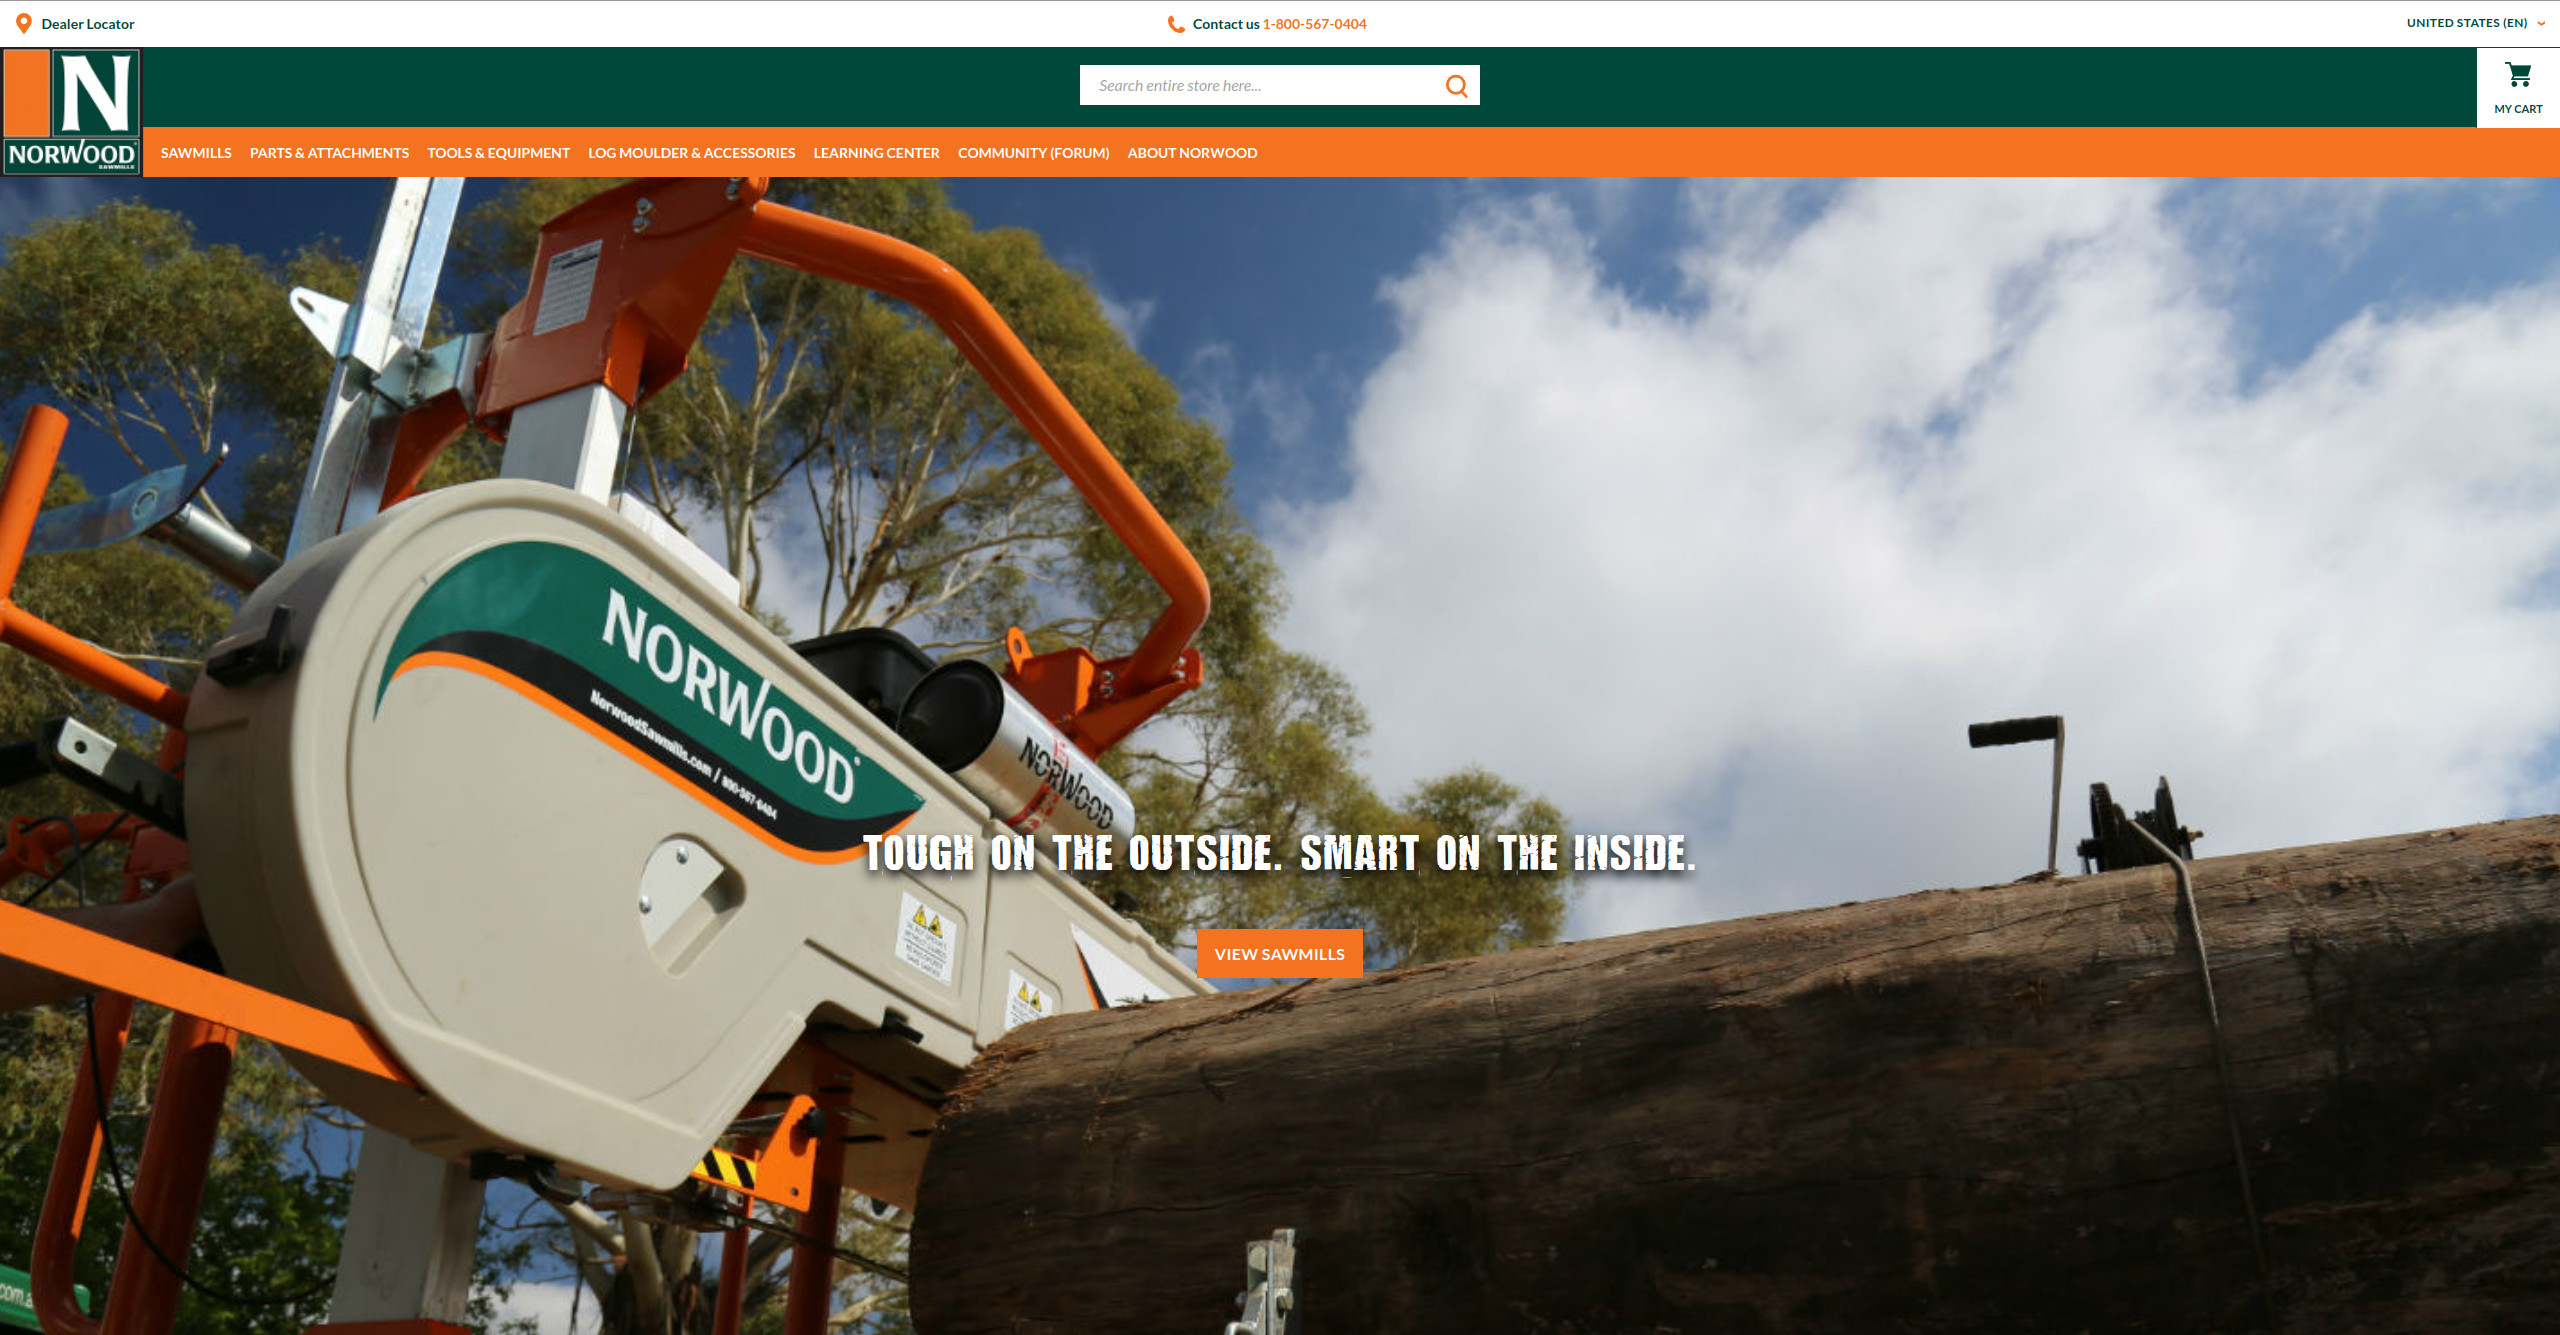 Dealer Locator
Contact us 1-800-567-0404
UNITED STATES (EN)
N
NORWOOD
SAWMILLS
Search entire store here...
MY CART
SAWMILLS PARTS & ATTACHMENTS TOOLS & EQUIPMENT LOG MOULDER & ACCESSORIES LEARNING CENTER COMMUNITY (FORUM) ABOUT NORWOOD
NORWOOD
NorwoodSawmills.com / 800-567-0404
NORWOOD
TOUGH ON THE OUTSIDE. SMART ON THE INSIDE.
VIEW SAWMILLS
com.a